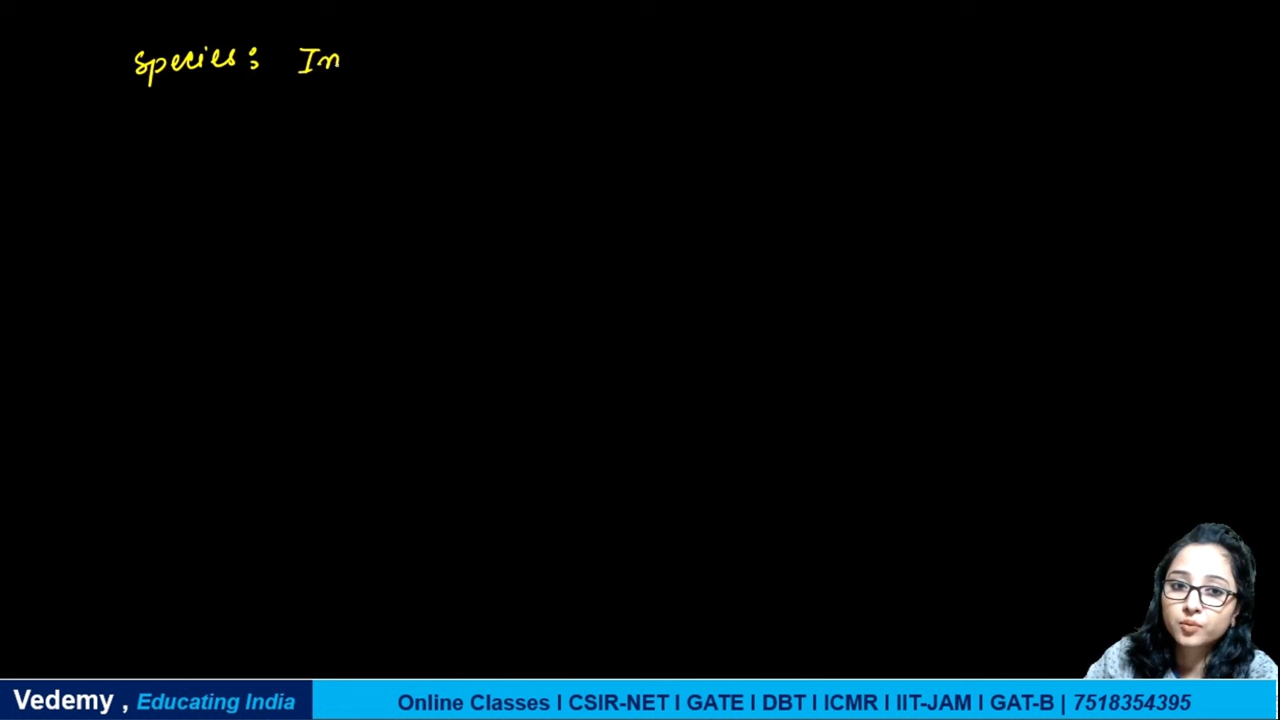 Species: In
Vedemy , Educating India
Online Classes I CSIR-NET I GATE I DBT I ICMR I IIT-JAM I GAT-B | 7518354395